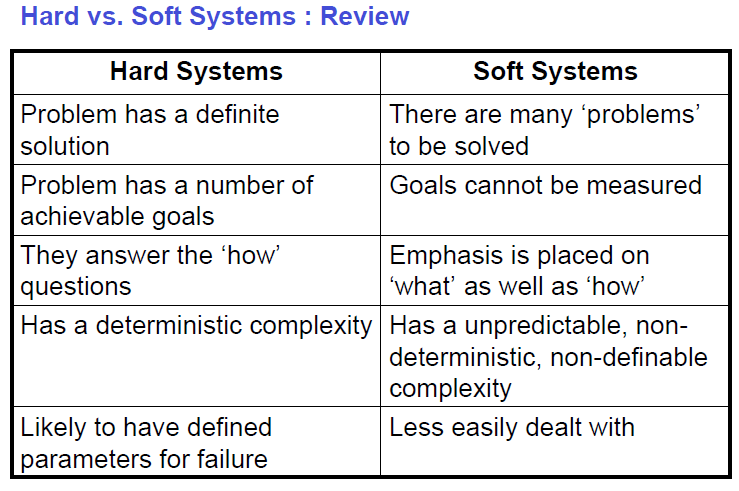 Hard vs. Soft Systems : Review
Hard Systems
Soft Systems
Problem has a definite
solution
There are many ‘problems’
to be solved
Problem has a number of
achievable goals
Goals cannot be measured
They answer the ‘how’
questions
Emphasis is placed on
‘what’ as well as ‘how’
Has a deterministic complexity
Has a unpredictable, non-
deterministic, non-definable
complexity
Likely to have defined
parameters for failure
Less easily dealt with